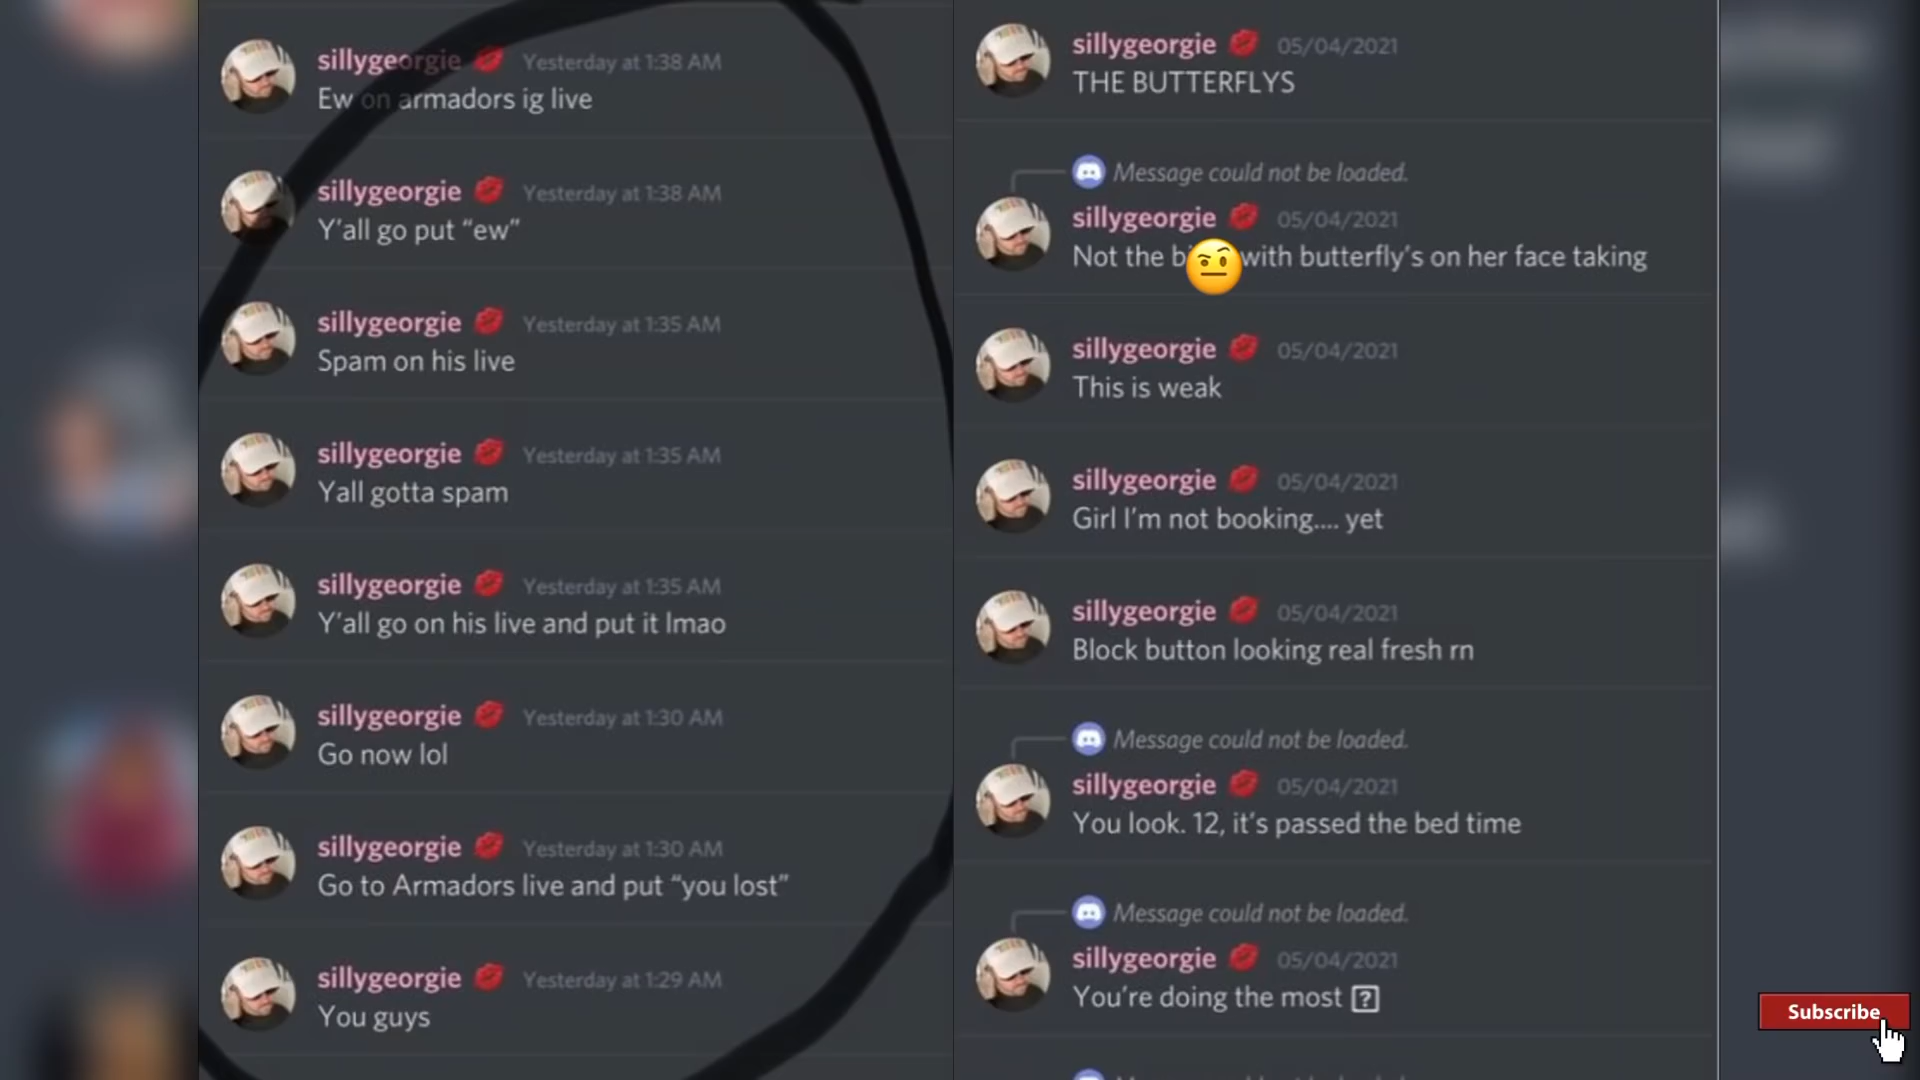 sillygeorgie Yesterday at 1:38 AM
Ew on armadors ig live
sillygeorgie Yesterday at 1:38 AM
Y'all go put “ew”
sillygeorgie Yesterday at 1:35 AM
Spam on his live
sillygeorgie Yesterday at 1:35 AM
Yall gotta spam
sillygeorgie Yesterday at 1:35 AM
Y'all go on his live and put it lmao
sillygeorgie Yesterday at 1:30 AM
Go now lol
sillygeorgie Yesterday at 1:30 AM
Go to Armadors live and put “you lost”
sillygeorgie Yesterday at 1:29 AM
You guys
sillygeorgie 05/04/2021
THE BUTTERFLYS
Message could not be loaded.
sillygeorgie 05/04/2021
Not the with butterfly's on her face taking
sillygeorgie 05/04/2021
This is weak
sillygeorgie 05/04/2021
Girl I'm not booking.... yet
sillygeorgie 05/04/2021
Block button looking real fresh rn
Message could not be loaded.
sillygeorgie 05/04/2021
You look. 12, it's passed the bed time
Message could not be loaded.
sillygeorgie 05/04/2021
You're doing the most
Subscribe